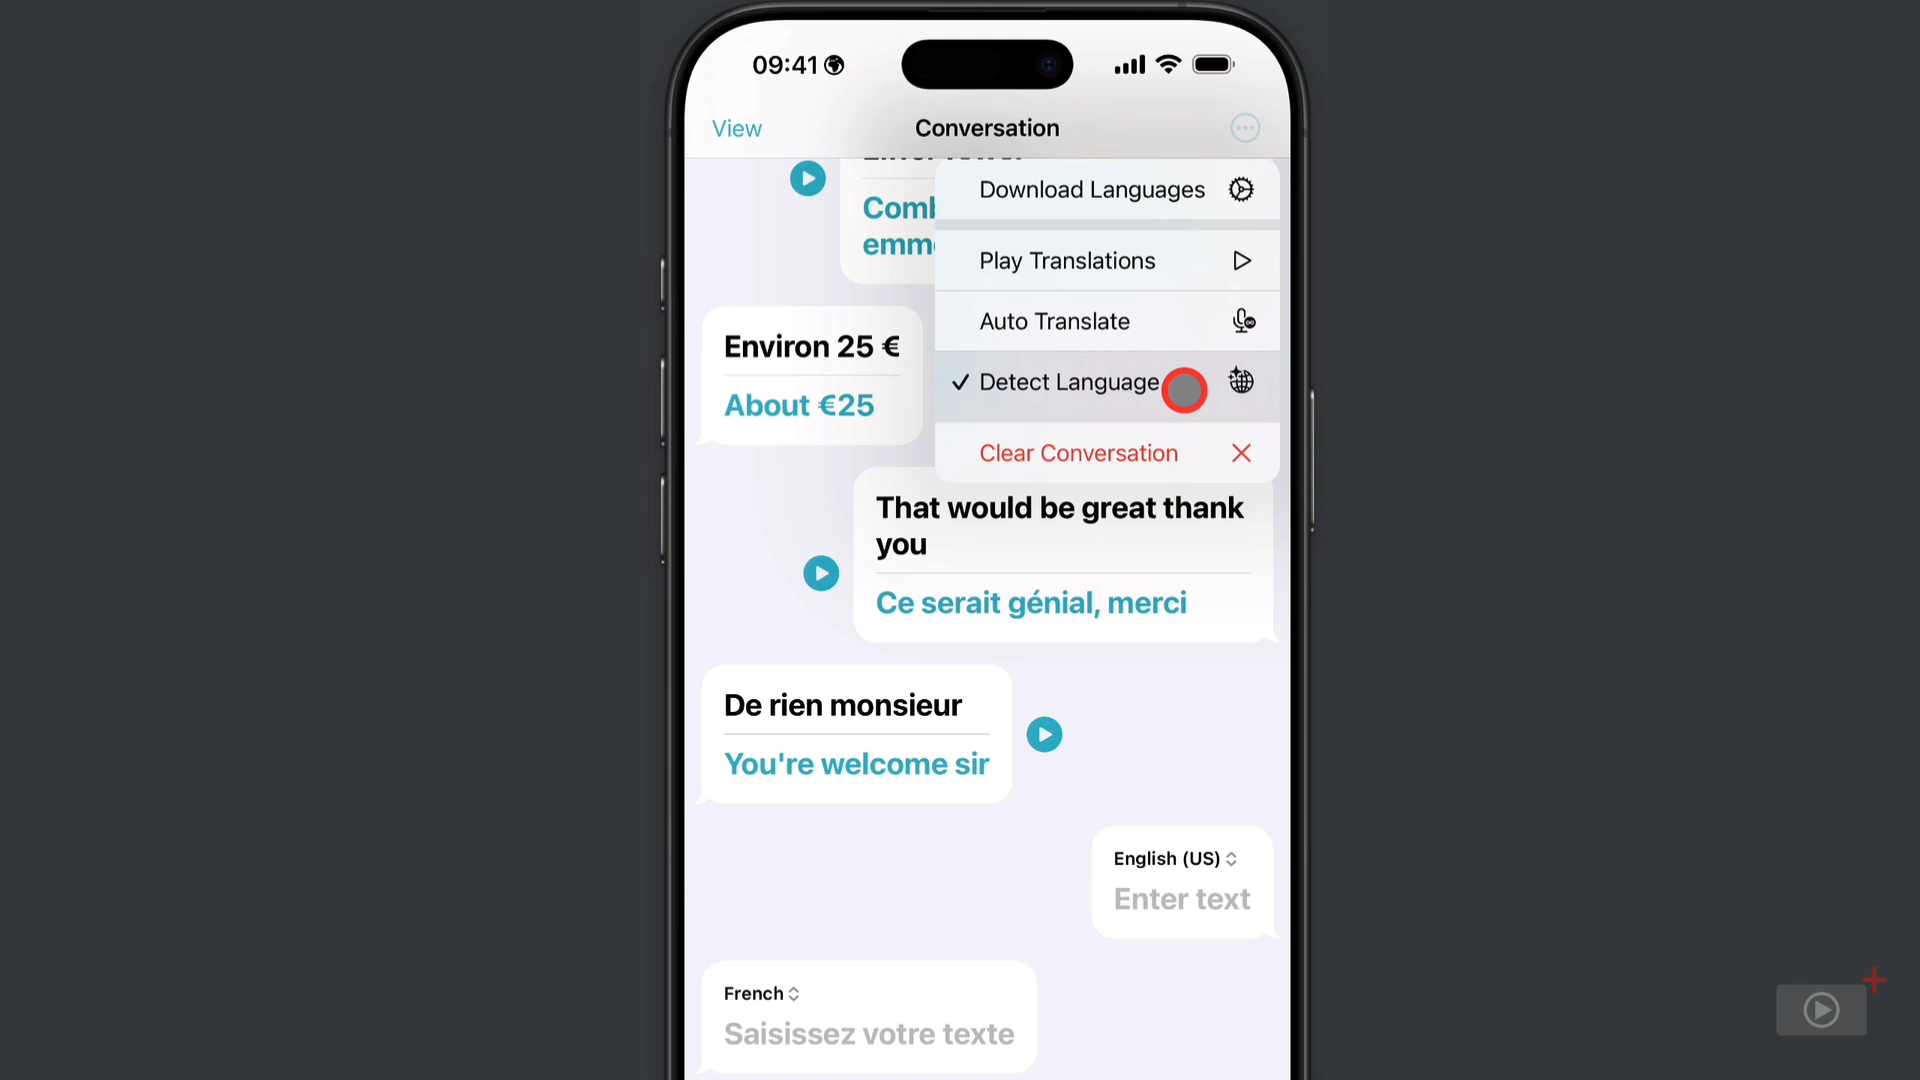 09:41
View
Conversation
Download Languages
Play Translations
Auto Translate
✓ Detect Language
Clear Conversation
Environ 25 €
About €25
That would be great thank
you
Ce serait génial, merci
De rien monsieur
You're welcome sir
English (US)
Enter text
French
Saisissez votre texte